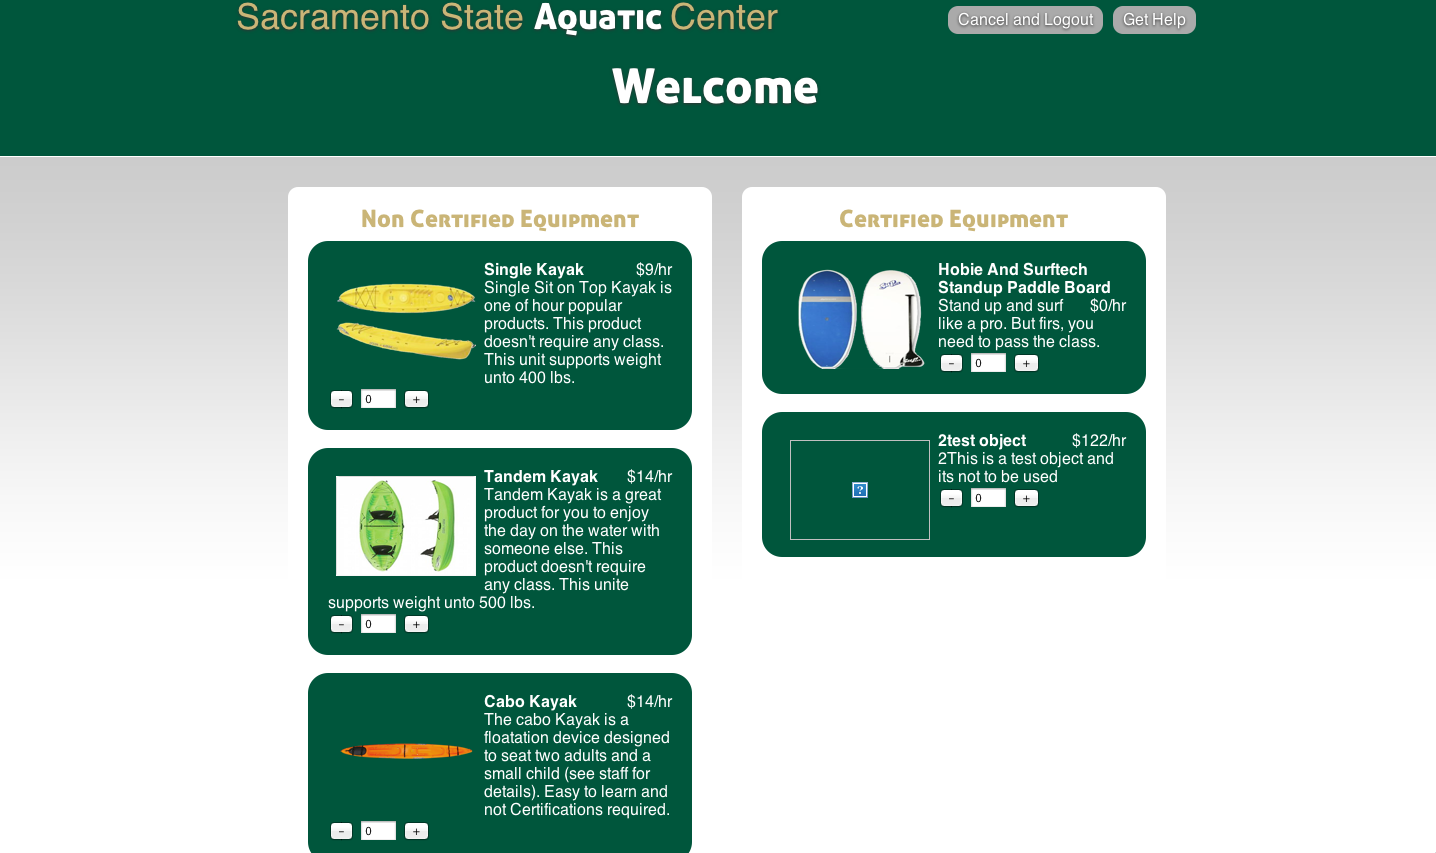 Sacramento State Aquatic Center
Cancel and Logout
Get Help
Welcome
Non Certified Equipment
Single Kayak $9/hr
Single Sit on Top Kayak is
one of hour popular
products. This product
doesn't require any class.
This unit supports weight
unto 400 lbs.
- 0 +
Tandem Kayak $14/hr
Tandem Kayak is a great
product for you to enjoy
the day on the water with
someone else. This
product doesn't require
any class. This unite
supports weight unto 500 lbs.
- 0 +
Cabo Kayak $14/hr
The cabo Kayak is a
floatation device designed
to seat two adults and a
small child (see staff for
details). Easy to learn and
not Certifications required.
- 0 +
Certified Equipment
Hobie And Surftech
Standup Paddle Board
Stand up and surf $0/hr
like a pro. But firs, you
need to pass the class.
- 0 +
2test object $122/hr
2This is a test object and
its not to be used
- 0 +